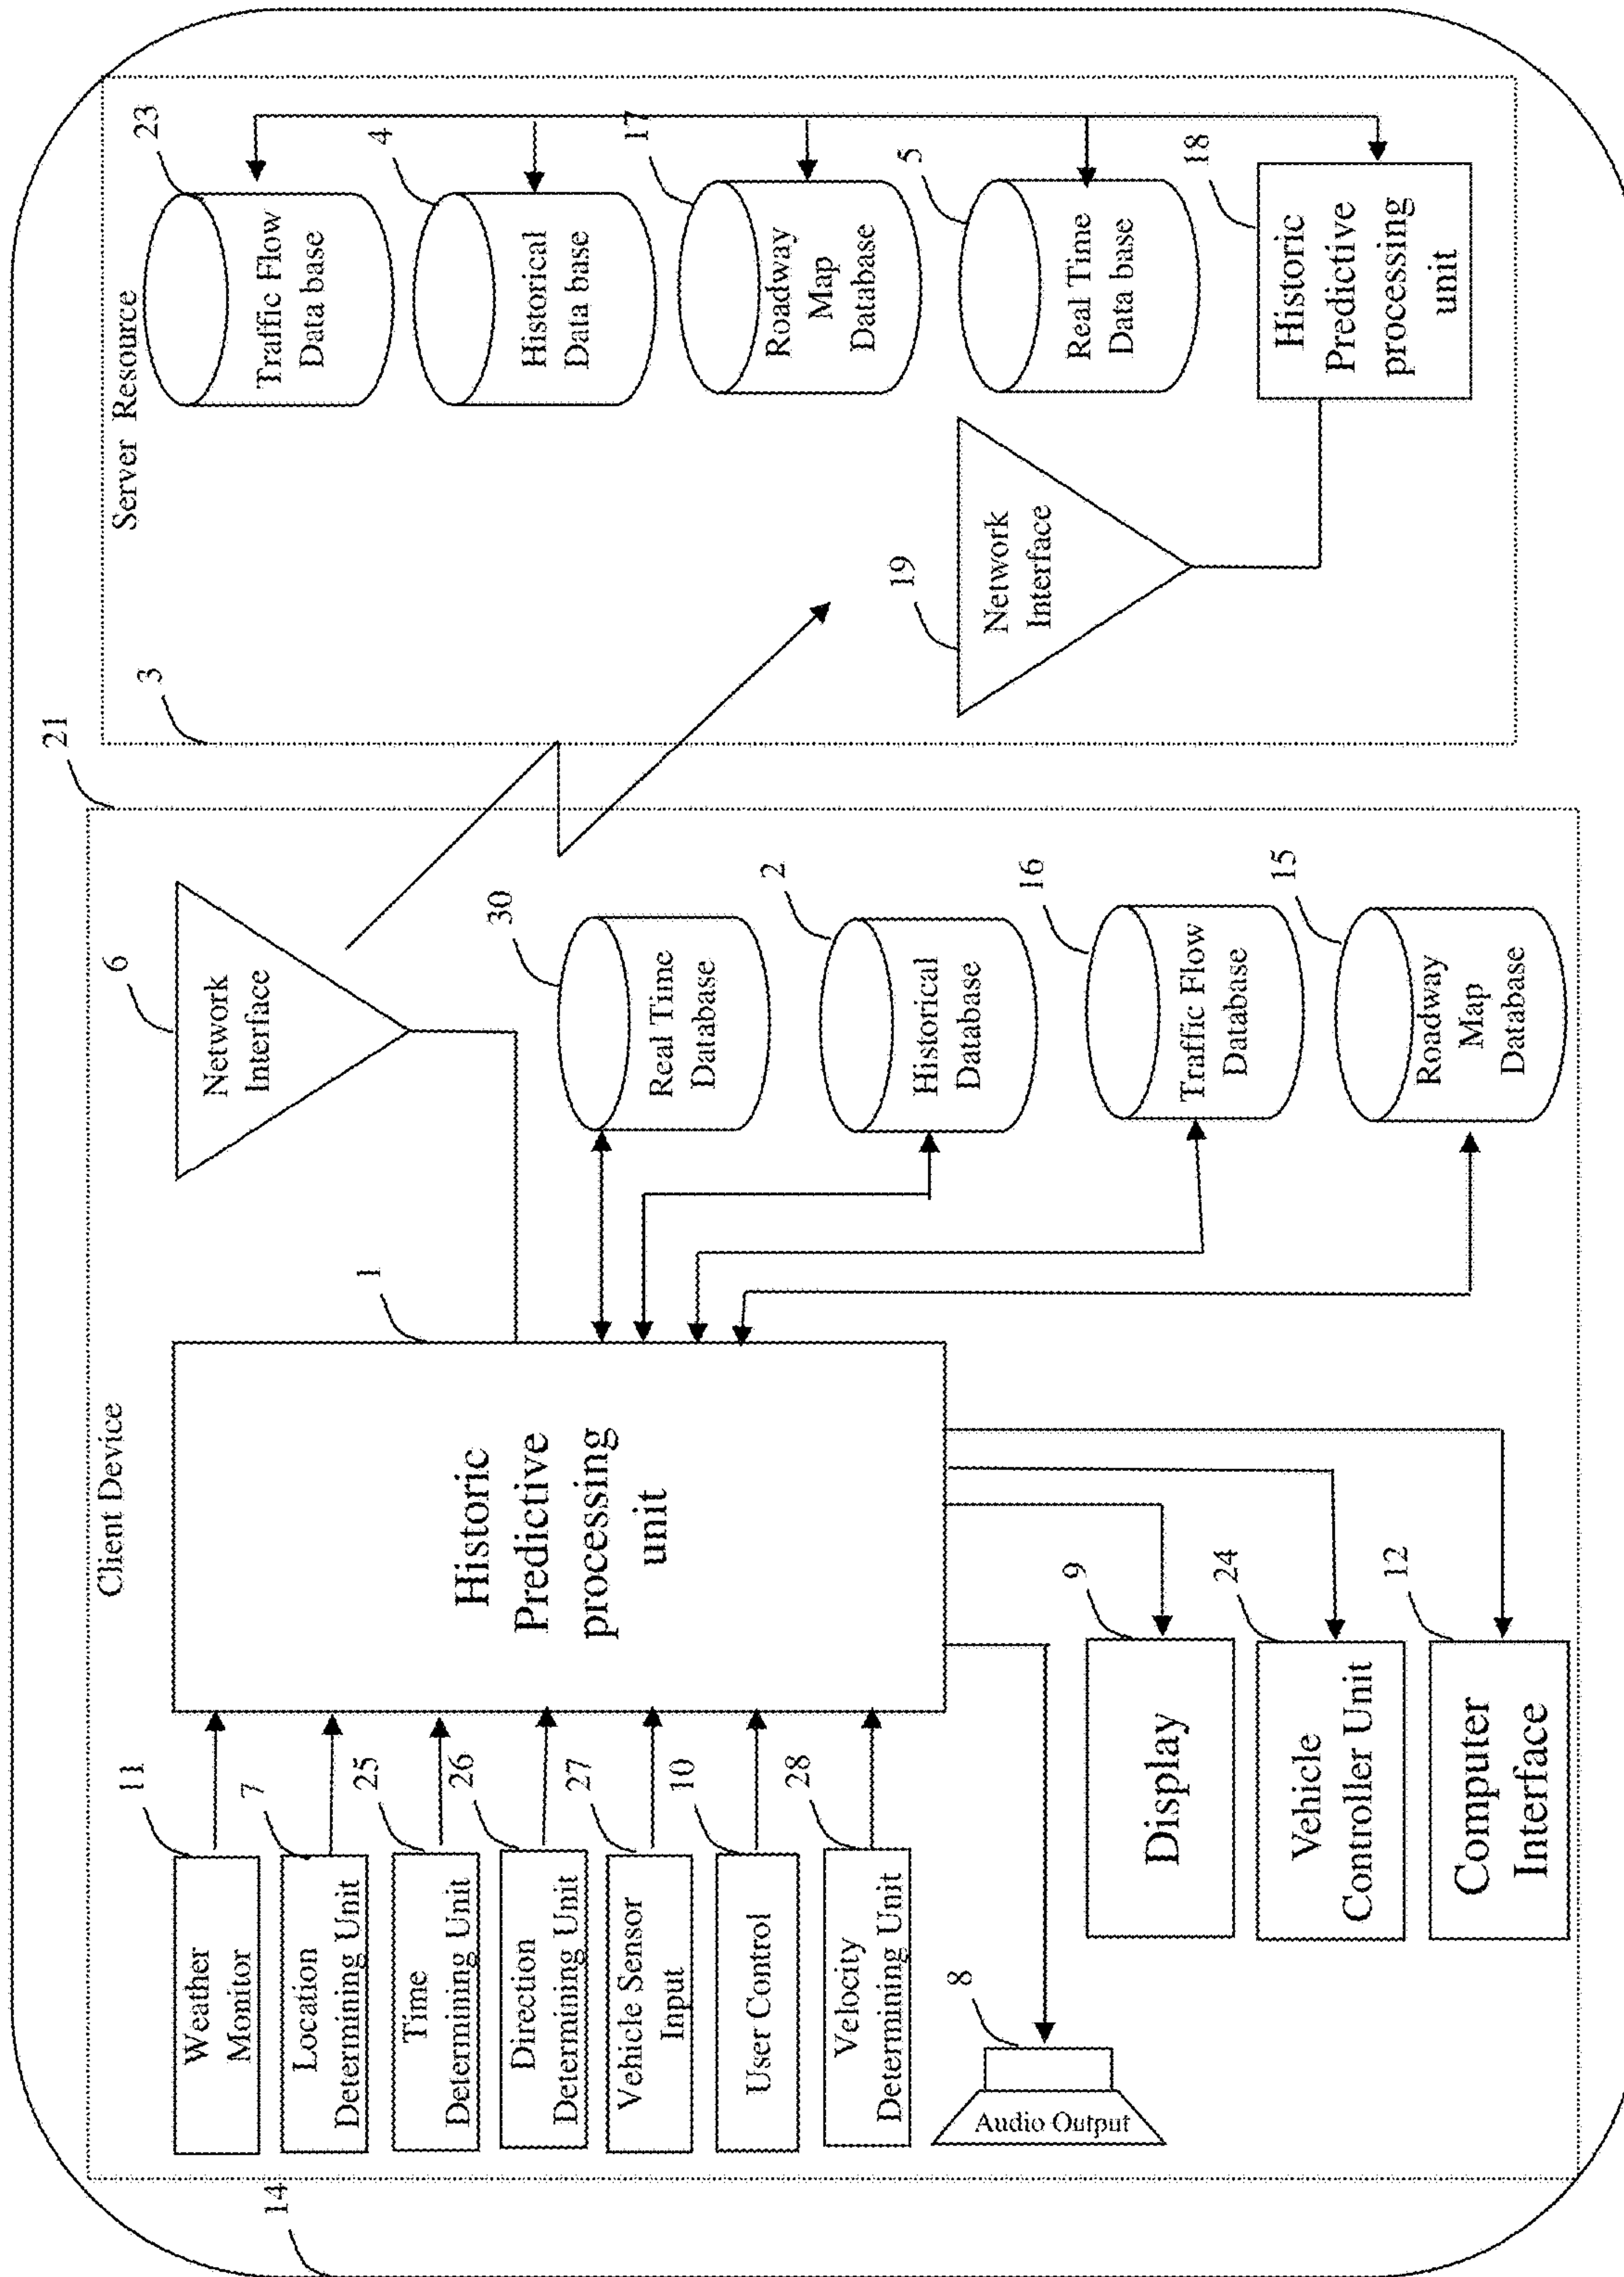 Client Device
21
Server Resource
3
14
11
Weather
Monitor
7
Location
Determining Unit
25
Time
Determining Unit
26
Direction
Determining Unit
27
Vehicle Sensor
Input
10
User Control
28
Velocity
Determining Unit
8
Audio Output
1
Historic
Predictive
processing
unit
9
Display
24
Vehicle
Controller Unit
12
Computer
Interface
6
Network
Interface
30
Real Time
Database
2
Historical
Database
16
Traffic Flow
Database
15
Roadway
Map
Database
19
Network
Interface
23
Traffic Flow
Data base
4
Historical
Data base
17
Roadway
Map
Database
5
Real Time
Data base
18
Historic
Predictive
processing
unit